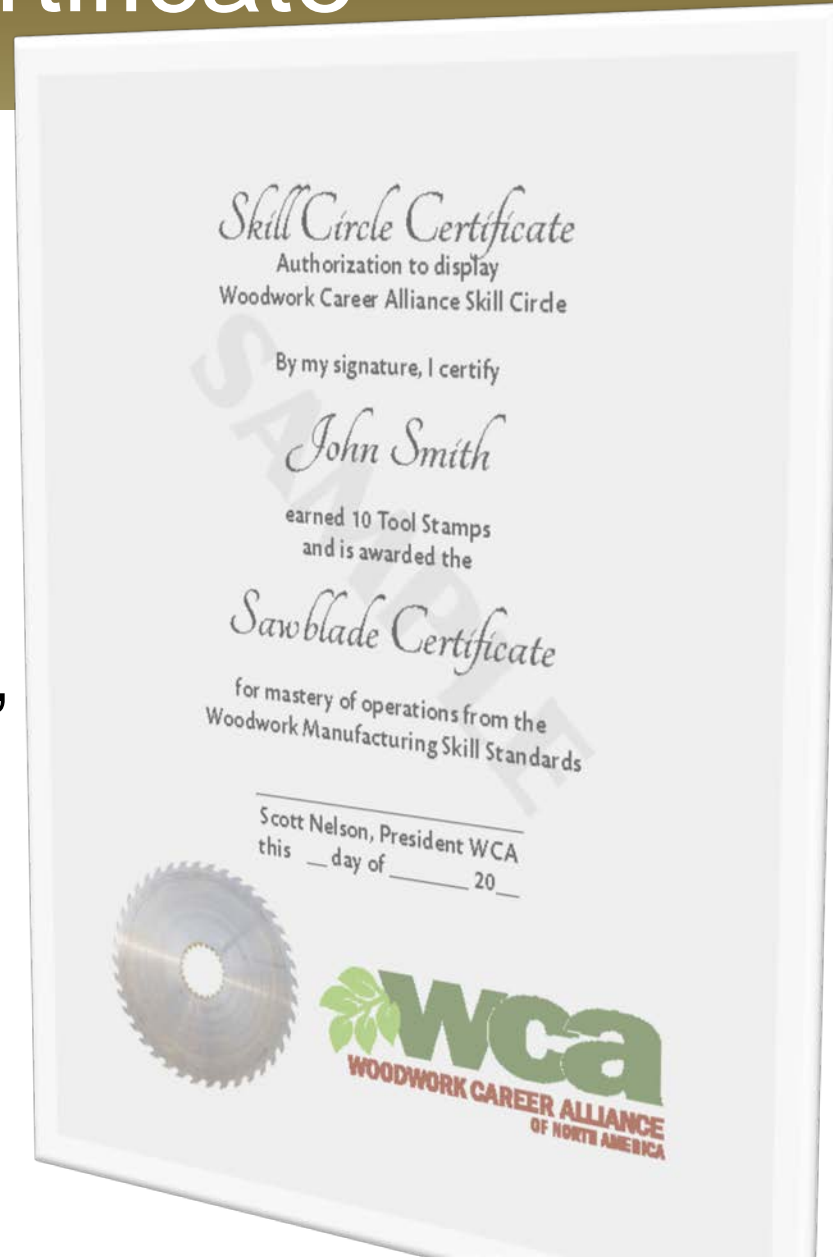 Skill Circle Certificate
Authorization to display
Woodwork Career Alliance Skill Circle
By my signature, I certify
John Smith
earned 10 Tool Stamps
and is awarded the
Sawblade Certificate
for mastery of operations from the
Woodwork Manufacturing Skill Standards
Scott Nelson, President WCA
this __ day of ______ 20__
SAMPLE
wca
WOODWORK CAREER ALLIANCE
OF NORTH AMERICA